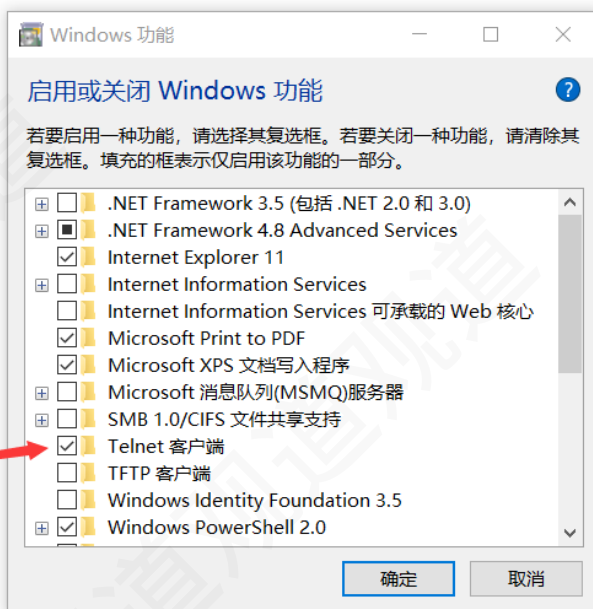 Windows 功能
启用或关闭 Windows 功能
若要启用一种功能，请选择其复选框。若要关闭一种功能，请清除其
复选框。填充的框表示仅启用该功能的一部分。
.NET Framework 3.5 (包括 .NET 2.0 和 3.0)
.NET Framework 4.8 Advanced Services
Internet Explorer 11
Internet Information Services
Internet Information Services 可承载的 Web 核心
Microsoft Print to PDF
Microsoft XPS 文档写入程序
Microsoft 消息队列(MSMQ)服务器
SMB 1.0/CIFS 文件共享支持
Telnet 客户端
TFTP 客户端
Windows Identity Foundation 3.5
Windows PowerShell 2.0
确定
取消